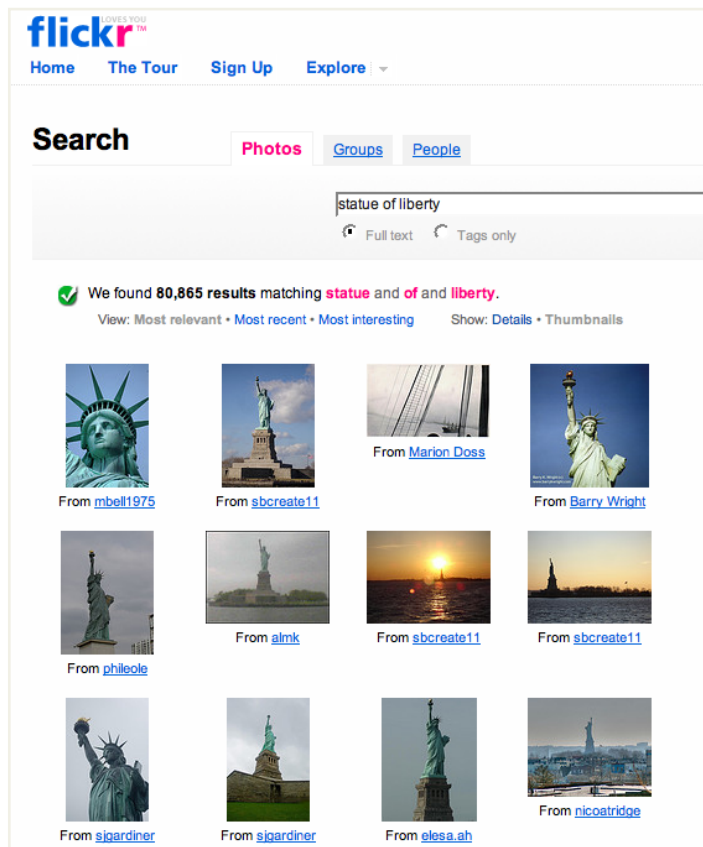 LOVES YOU
flickr™
Home The Tour Sign Up Explore
Search Photos Groups People
statue of liberty
Full text Tags only
We found 80,865 results matching statue and of and liberty.
View: Most relevant • Most recent • Most interesting Show: Details • Thumbnails
From mbell1975 From sbcreate11 From Marion Doss From Barry Wright
From phileole From almk From sbcreate11 From sbcreate11
From sjgardiner From sjgardiner From elesa.ah From nicoatridge